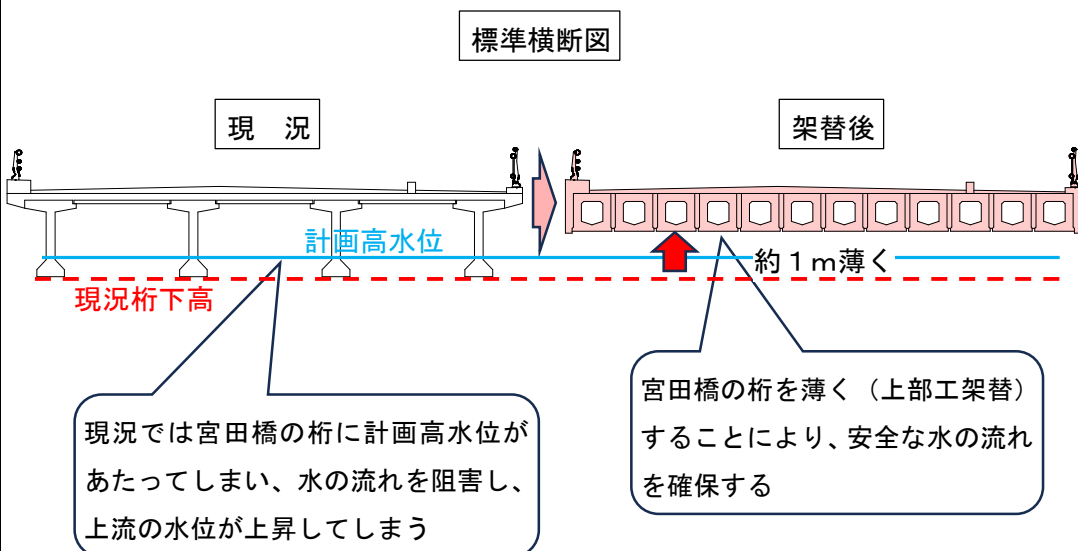 標準横断図
現　況
架替後
計画高水位
約１ｍ薄く
現況桁下高
現況では宮田橋の桁に計画高水位が
あたってしまい、水の流れを阻害し、
上流の水位が上昇してしまう
宮田橋の桁を薄く（上部工架替）
することにより、安全な水の流れ
を確保する